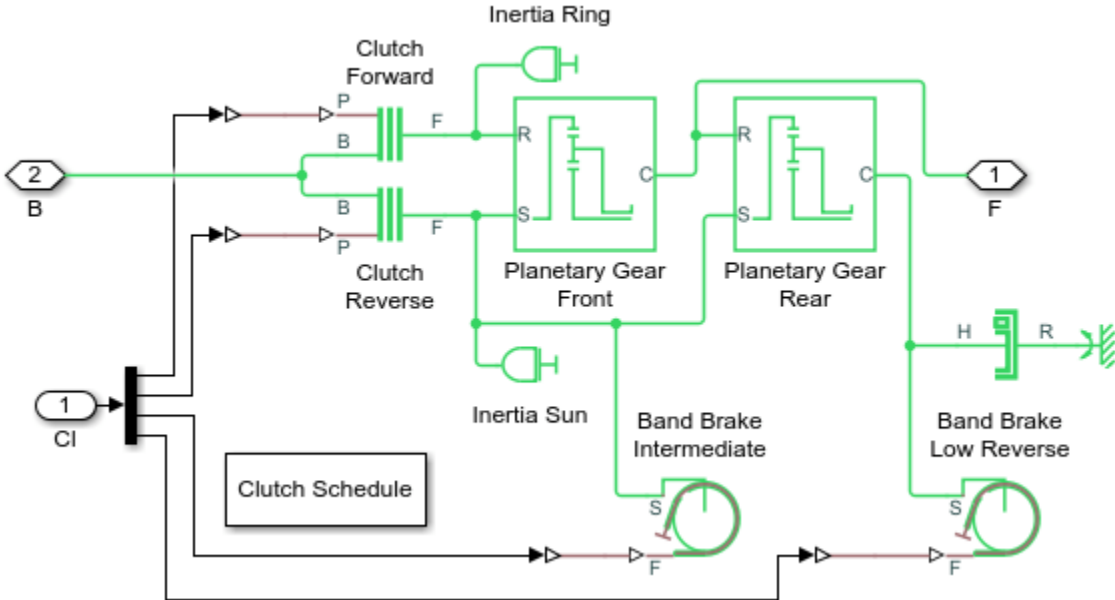 Inertia Ring
Clutch
Forward
P
B
F
R
S
C
R
S
C
2
B
1
F
B
P
F
Clutch
Reverse
Planetary Gear
Front
Planetary Gear
Rear
H
R
1
CI
Inertia Sun
Band Brake
Intermediate
Band Brake
Low Reverse
Clutch Schedule
S
F
S
F